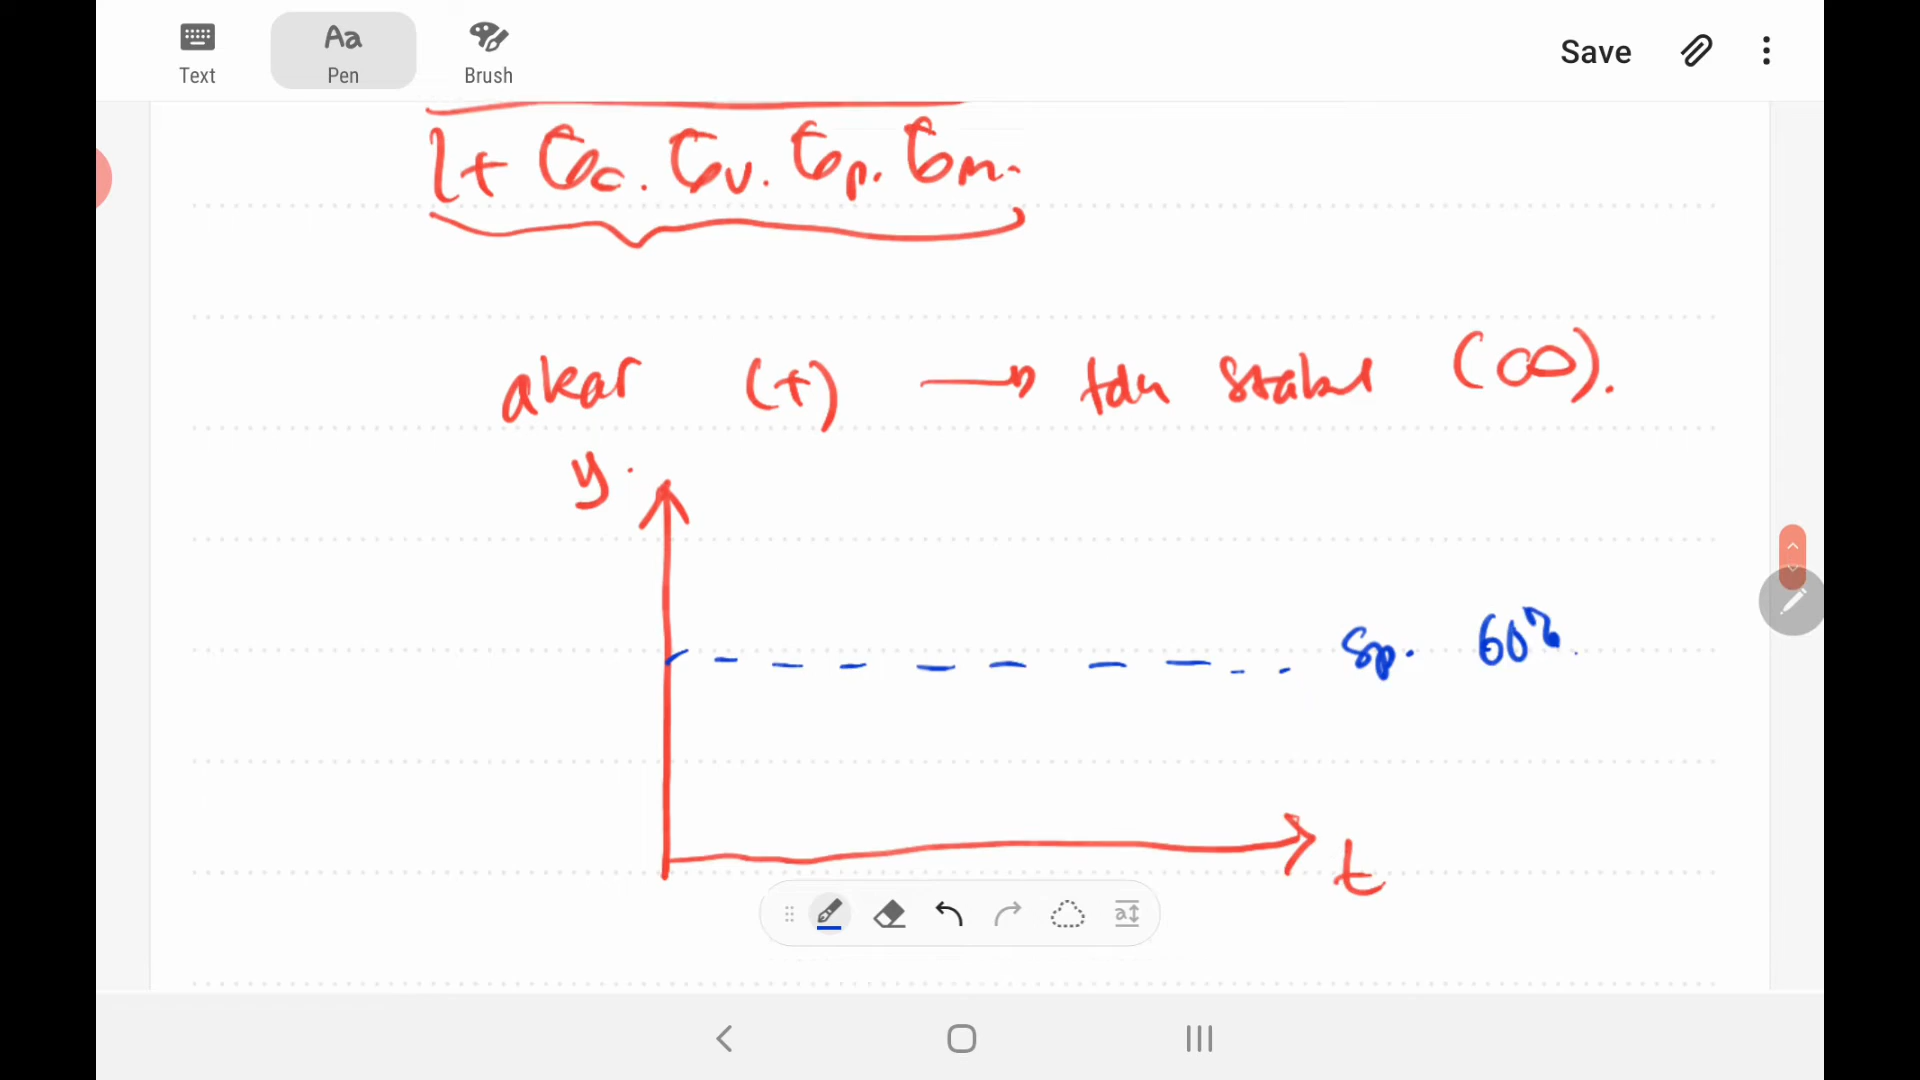 Text Pen Brush Save
1 + Gc. Gv. Gp. Gm.
akar (+) → tdk stabil (∞).
y.
Sp. 60%.
t